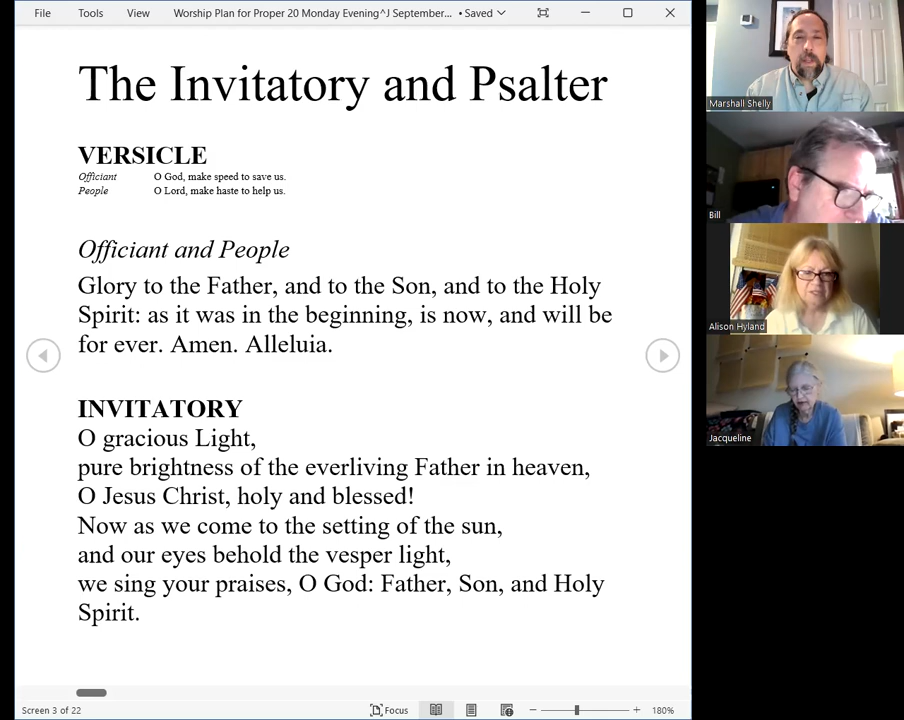 File Tools View Worship Plan for Proper 20 Monday Evening^J September... • Saved
The Invitatory and Psalter
VERSICLE
Officiant O God, make speed to save us.
People O Lord, make haste to help us.
Officiant and People
Glory to the Father, and to the Son, and to the Holy
Spirit: as it was in the beginning, is now, and will be
for ever. Amen. Alleluia.
INVITATORY
O gracious Light,
pure brightness of the everliving Father in heaven,
O Jesus Christ, holy and blessed!
Now as we come to the setting of the sun,
and our eyes behold the vesper light,
we sing your praises, O God: Father, Son, and Holy
Spirit.
Screen 3 of 22 Focus 180%
Marshall Shelly
Bill
Alison Hyland
Jacqueline